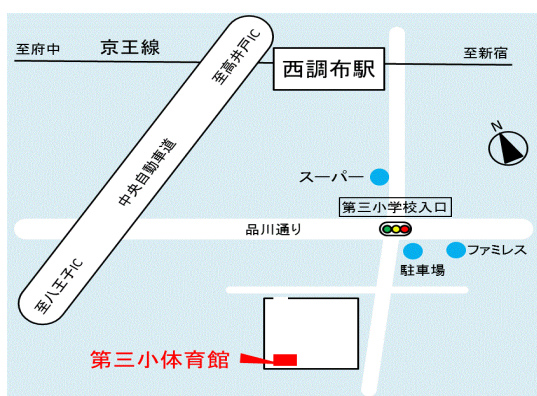 至府中
京王線
至高井戸IC
西調布駅
至新宿
N
中央自動車道
スーパー
第三小学校入口
品川通り
ファミレス
駐車場
至八王子IC
第三小体育館